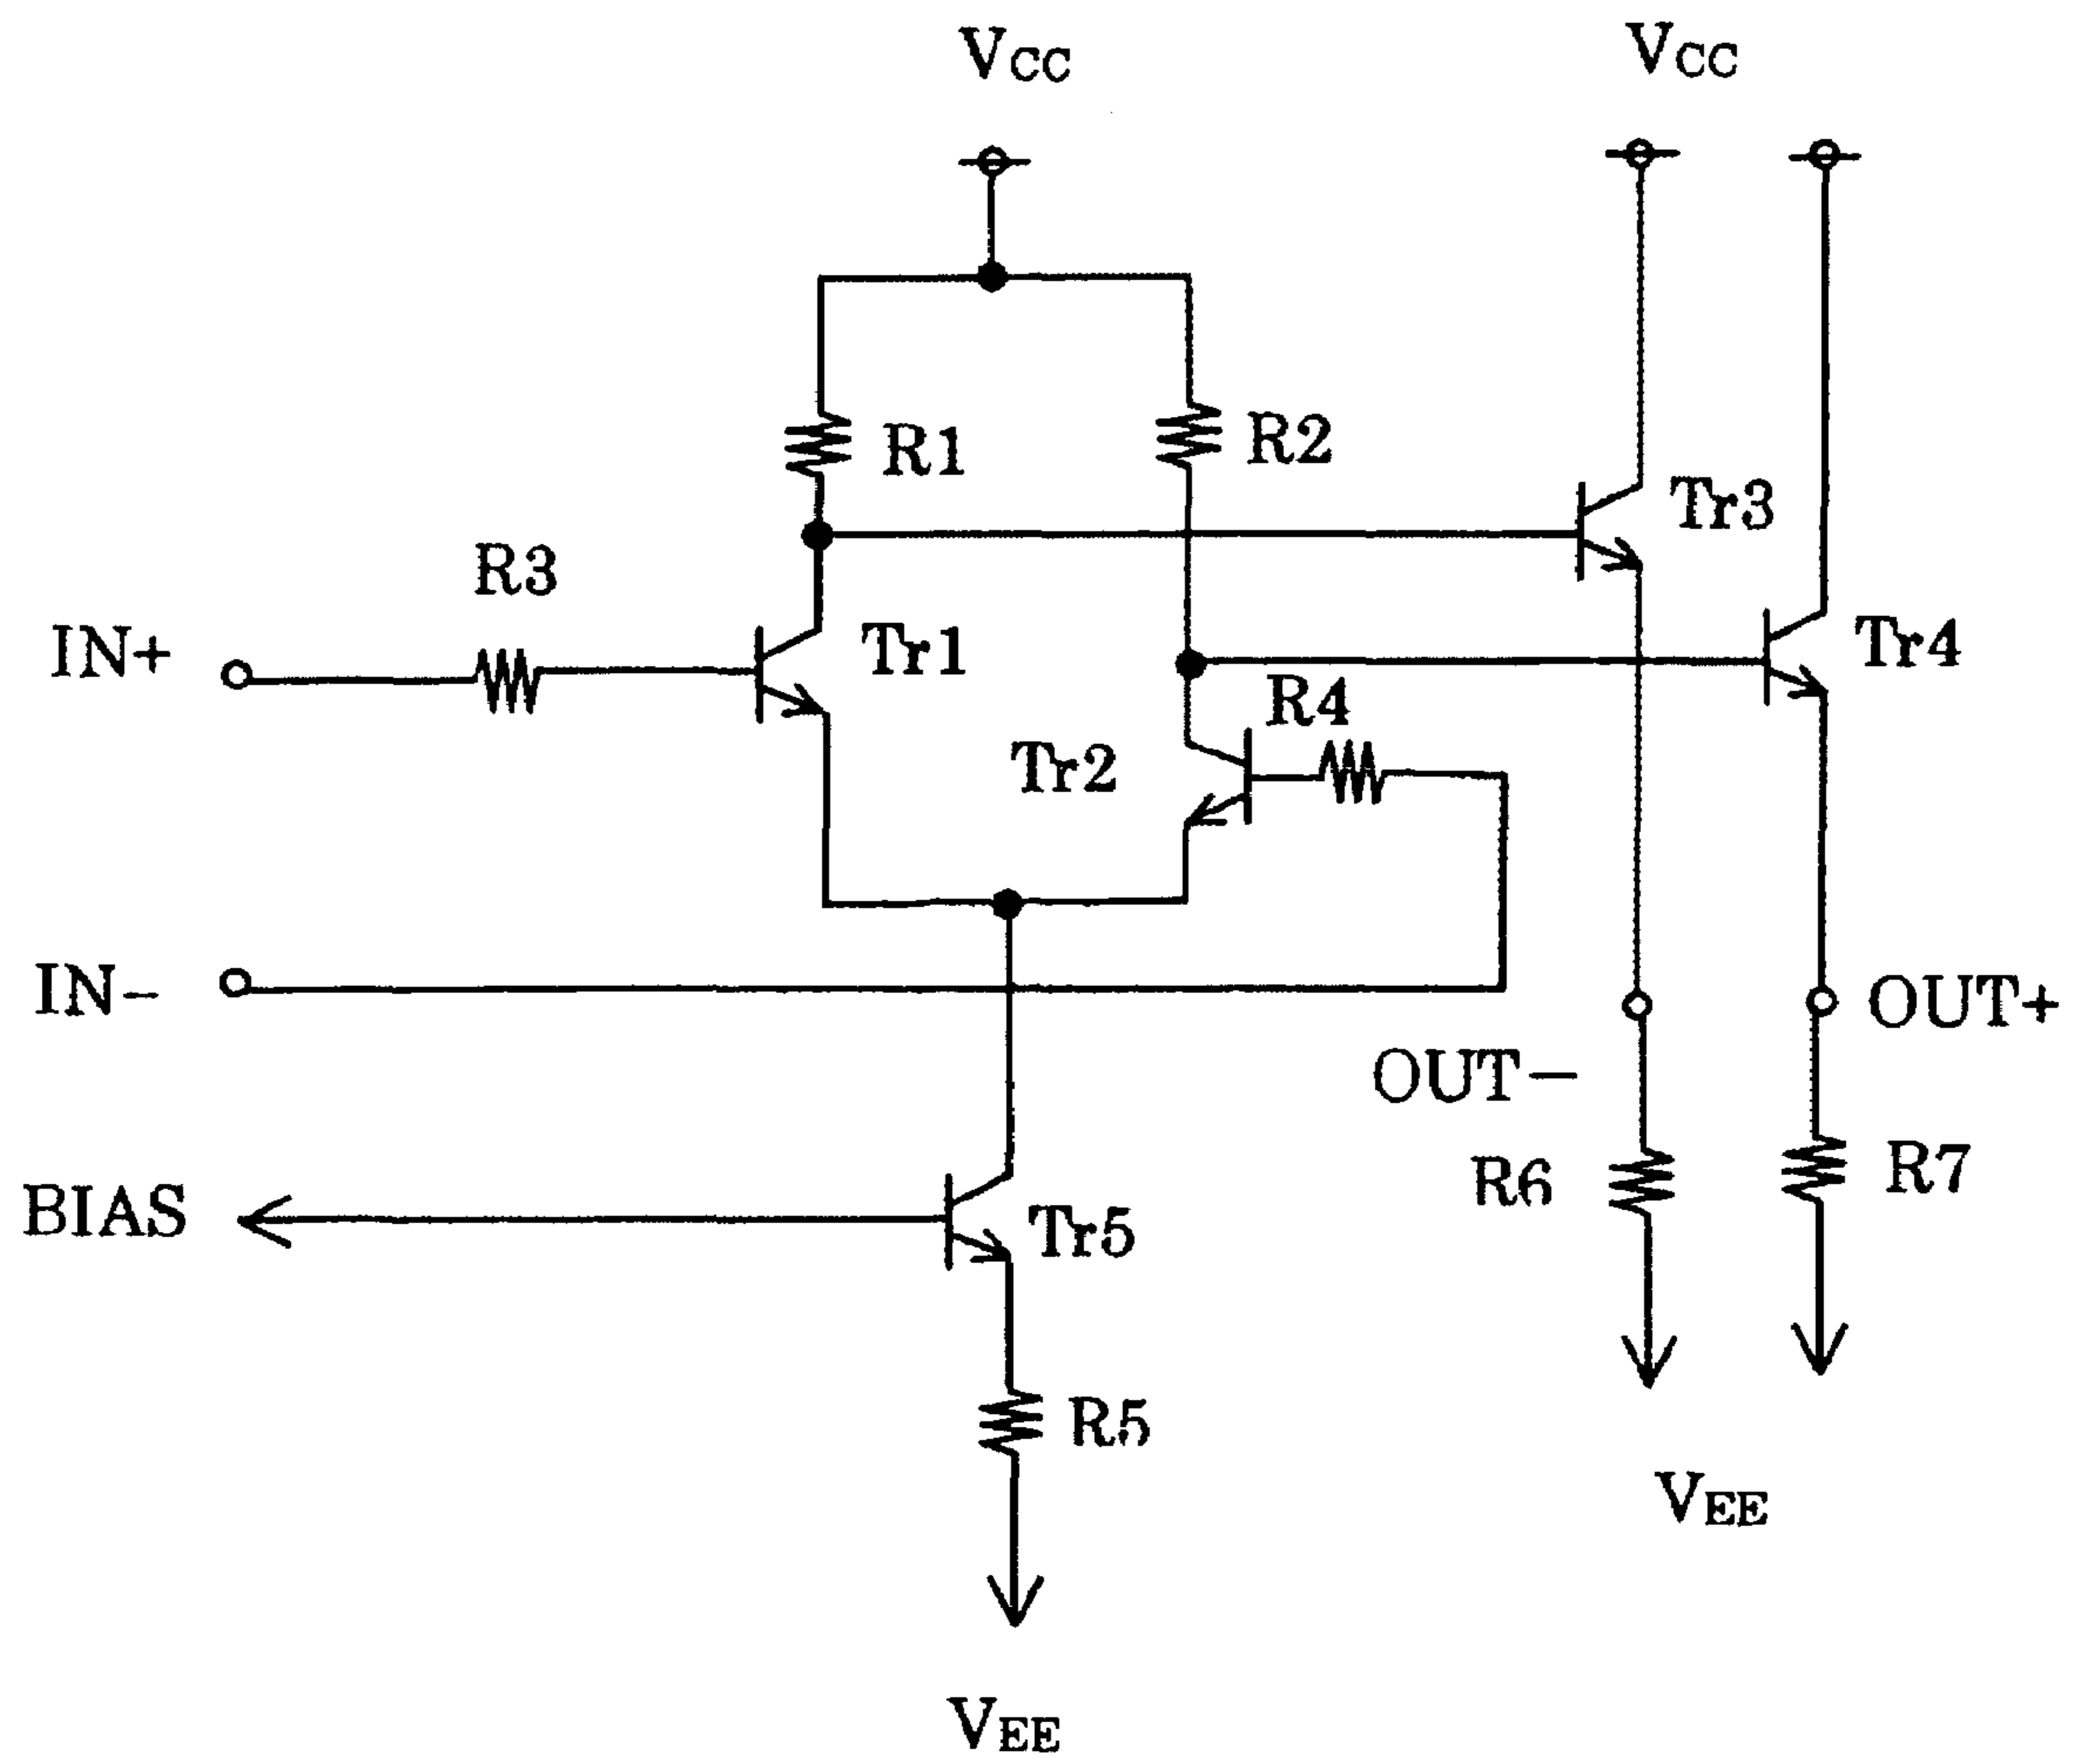 VCC
VCC
R1
R2
Tr3
R3
IN+
Tr1
Tr4
R4
Tr2
IN-
OUT+
OUT-
R6
R7
BIAS
Tr5
R5
VEE
VEE